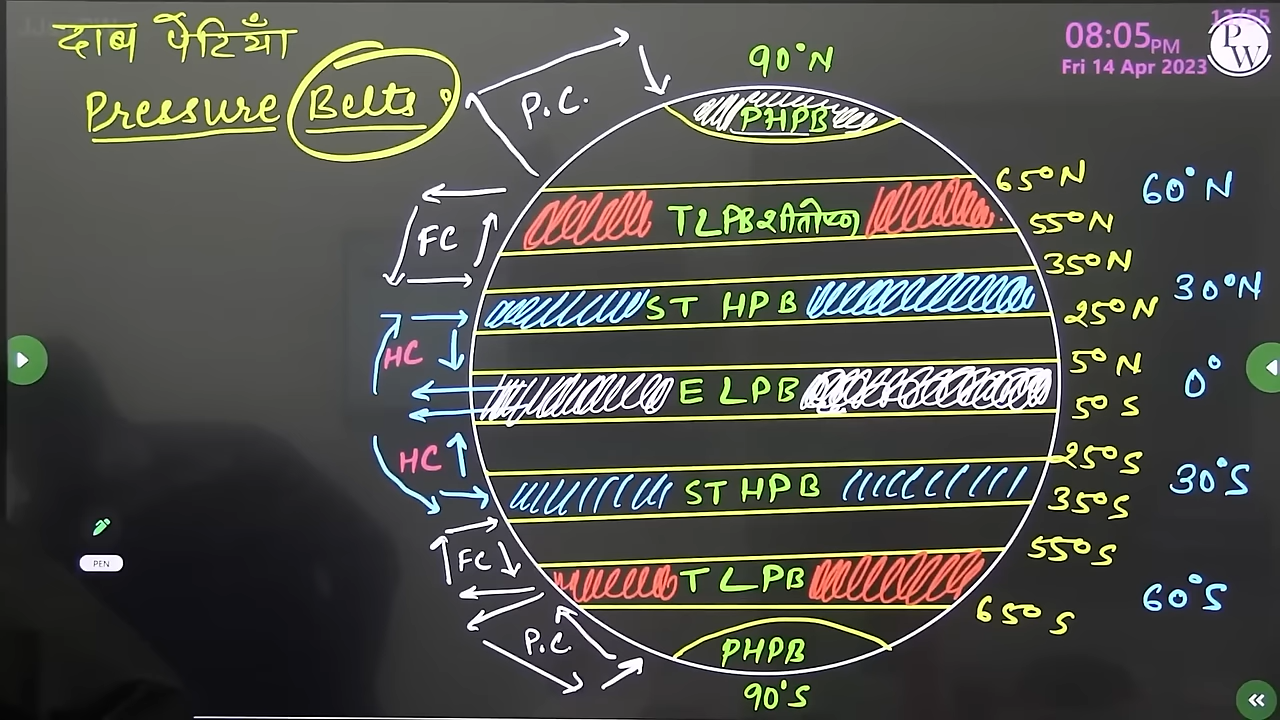 दाब पेटियाँ
Pressure Belts
08:05PM
Fri 14 Apr 2023
PW
90°N
P.C.
PHPB
65°N
60°N
TLPB शीतोष्ण
55°N
FC
35°N
ST HPB
30°N
25°N
HC
5°N
ELPB
0°
5°S
HC
25°S
STHPB
30°S
35°S
FC
55°S
TLPB
60°S
65°S
P.C.
PHPB
90°S
PEN